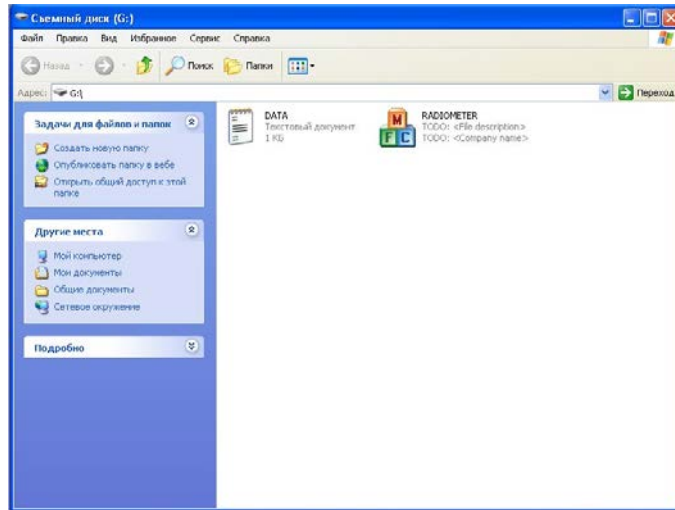 Съемный диск (G:)
Файл Правка Вид Избранное Сервис Справка
Назад Поиск Папки
Адрес: G:\ Переход
Задачи для файлов и папок
Создать новую папку
Опубликовать папку в вебе
Открыть общий доступ к этой
папке
Другие места
Мой компьютер
Мои документы
Общие документы
Сетевое окружение
Подробно
DATA
Текстовый документ
1 КБ
RADIOMETER
TODO: <File description>
TODO: <Company name>
M
F C